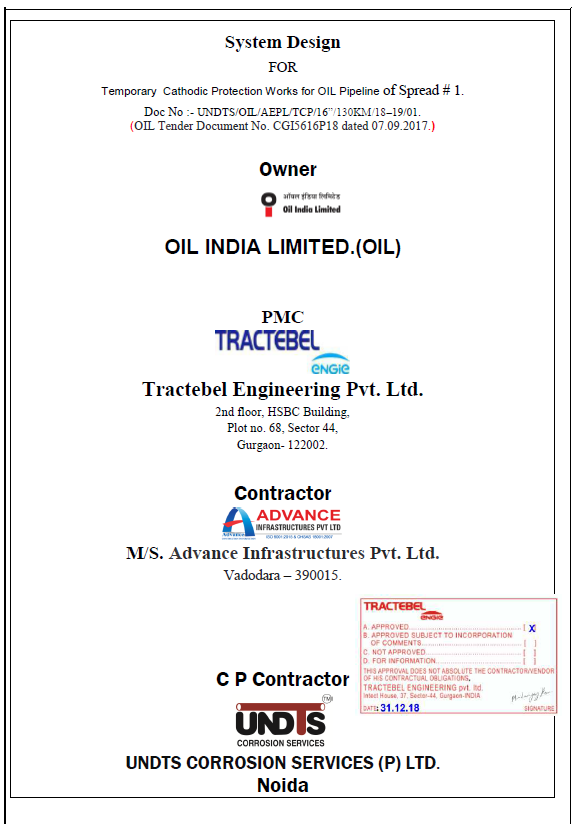 System Design
FOR
Temporary Cathodic Protection Works for OIL Pipeline of Spread # 1.
Doc No :- UNDTS/OIL/AEPL/TCP/16”/130KM/18–19/01.
(OIL Tender Document No. CGI5616P18 dated 07.09.2017.)
Owner
ऑयल इंडिया लिमिटेड
Oil India Limited
OIL INDIA LIMITED.(OIL)
PMC
TRACTEBEL
ENGIE
Tractebel Engineering Pvt. Ltd.
2nd floor, HSBC Building,
Plot no. 68, Sector 44,
Gurgaon- 122002.
Contractor
Advance
ADVANCE
INFRASTRUCTURES PVT LTD
ISO 9001:2015 & OHSAS 18001:2007
M/S. Advance Infrastructures Pvt. Ltd.
Vadodara – 390015.
TRACTEBEL
ENGIE
A. APPROVED........................................[ X ]
B. APPROVED SUBJECT TO INCORPORATION
OF COMMENTS....................................[ ]
C. NOT APPROVED.................................[ ]
D. FOR INFORMATION.............................[ ]
THIS APPROVAL DOES NOT ABSOLUTE THE CONTRACTOR/VENDOR
OF HIS CONTRACTUAL OBLIGATIONS.
TRACTEBEL ENGINEERING pvt. ltd.
Intact House, 37, Sector-44, Gurgaon-INDIA
DATE: 31.12.18 SIGNATURE
C P Contractor
TM
UNDTS
CORROSION SERVICES
UNDTS CORROSION SERVICES (P) LTD.
Noida